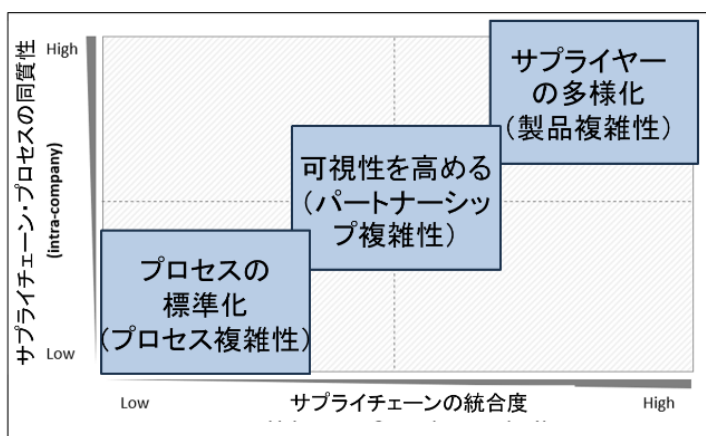 サプライチェーン・プロセスの同質性
(intra-company)
High
Low
サプライヤー
の多様化
(製品複雑性)
可視性を高める
(パートナーシッ
プ複雑性)
プロセスの
標準化
(プロセス複雑性)
Low
サプライチェーンの統合度
High